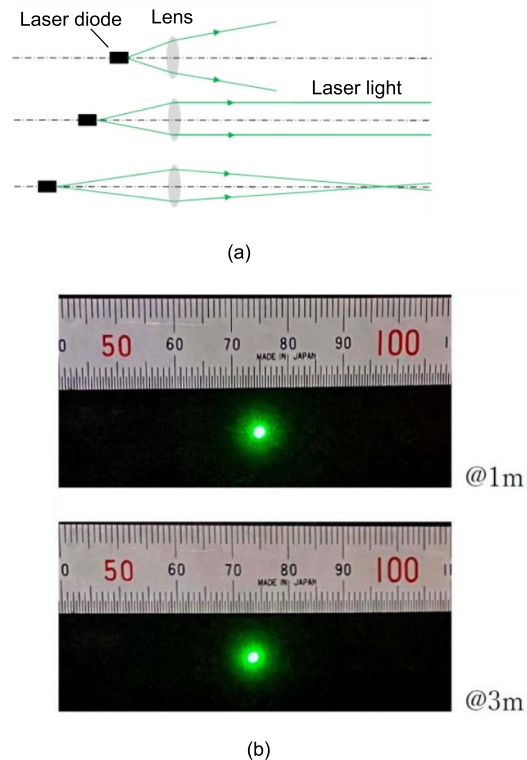 Laser diode
Lens
Laser light
(a)
0 50 60 70 80 90 100 1
MADE IN JAPAN
@1m
0 50 60 70 80 90 100
MADE IN JAPAN
@3m
(b)